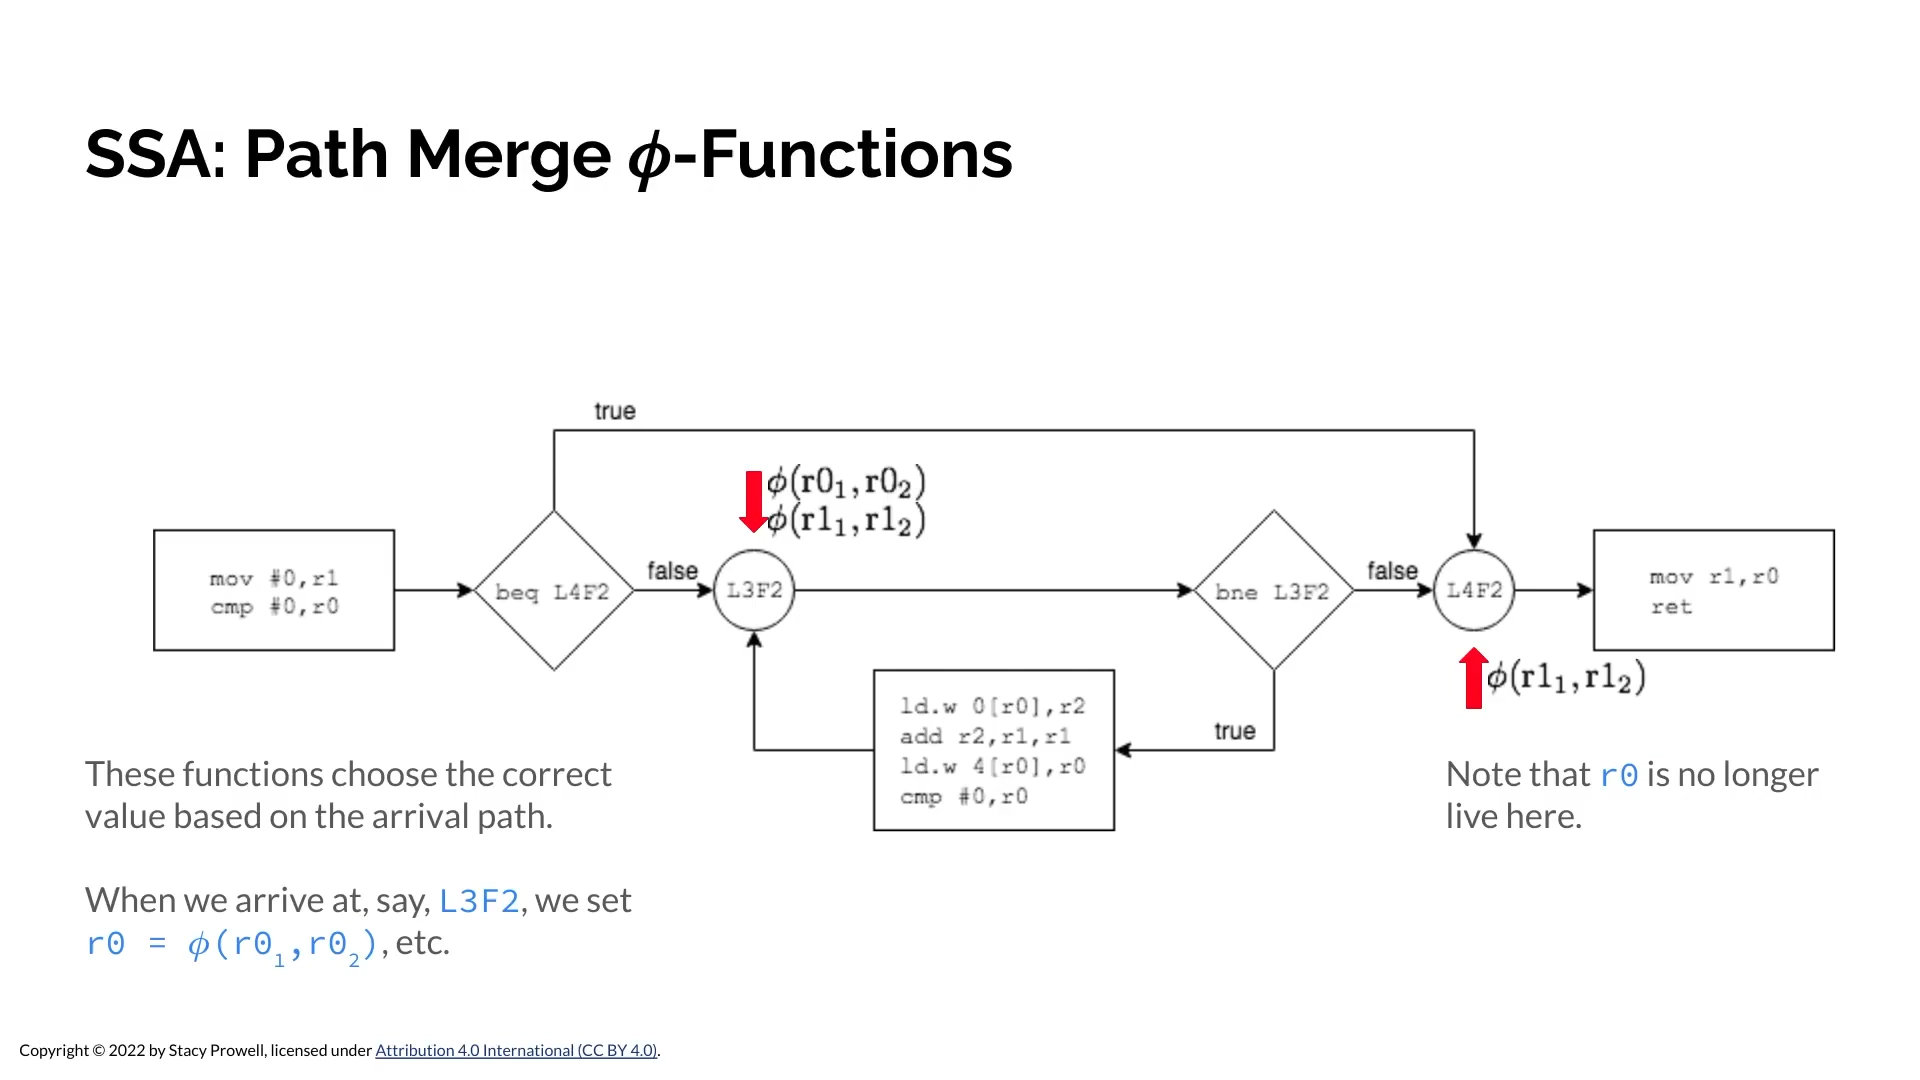 SSA: Path Merge ϕ-Functions
true
ϕ(r0₁,r0₂)
ϕ(r1₁,r1₂)
mov #0,r1
cmp #0,r0
beq L4F2
false
L3F2
bne L3F2
false
L4F2
mov r1,r0
ret
ϕ(r1₁,r1₂)
ld.w 0[r0],r2
add r2,r1,r1
ld.w 4[r0],r0
cmp #0,r0
true
These functions choose the correct
value based on the arrival path.
When we arrive at, say, L3F2, we set
r0 = ϕ(r0₁,r0₂), etc.
Note that r0 is no longer
live here.
Copyright © 2022 by Stacy Prowell, licensed under Attribution 4.0 International (CC BY 4.0).